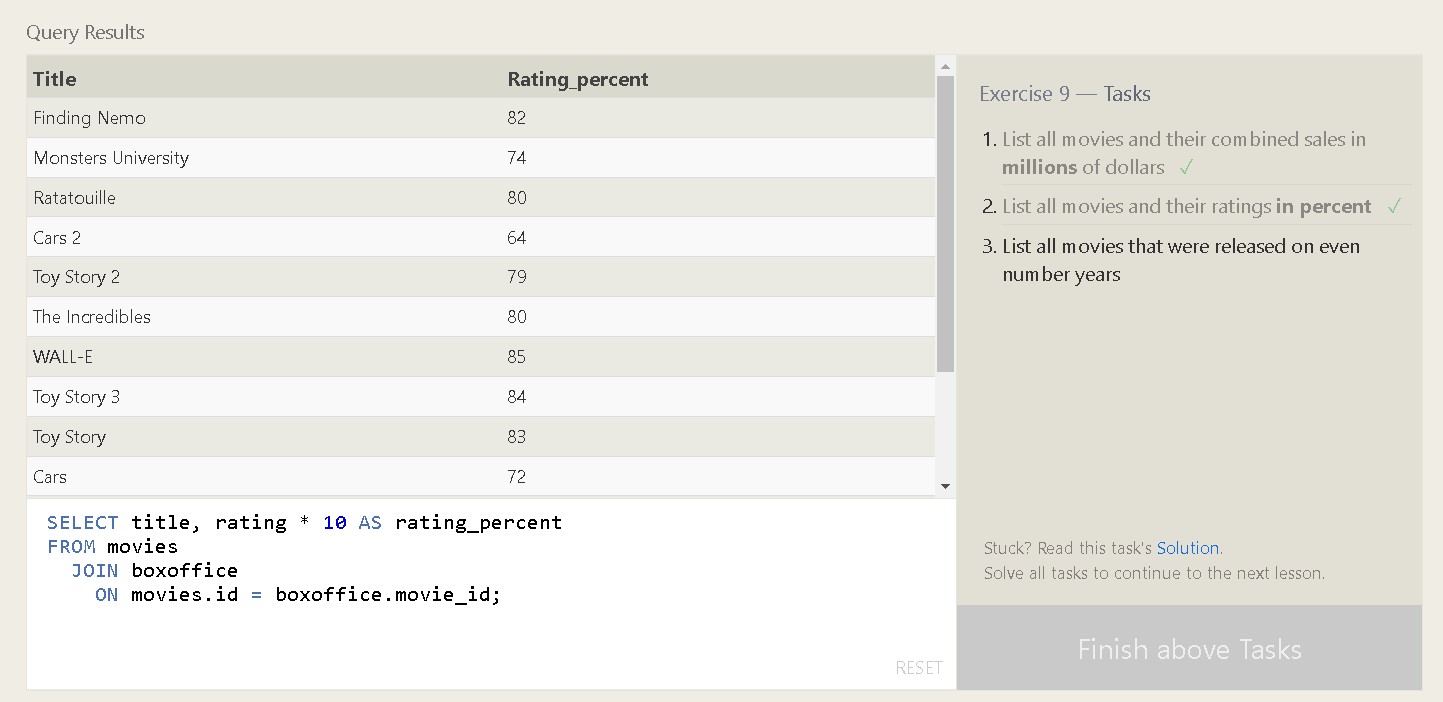 Query Results
Title Rating_percent
Finding Nemo 82
Monsters University 74
Ratatouille 80
Cars 2 64
Toy Story 2 79
The Incredibles 80
WALL-E 85
Toy Story 3 84
Toy Story 83
Cars 72
SELECT title, rating * 10 AS rating_percent
FROM movies
JOIN boxoffice
ON movies.id = boxoffice.movie_id;
RESET
Exercise 9 — Tasks
1. List all movies and their combined sales in
millions of dollars ✓
2. List all movies and their ratings in percent ✓
3. List all movies that were released on even
number years
Stuck? Read this task's Solution.
Solve all tasks to continue to the next lesson.
Finish above Tasks